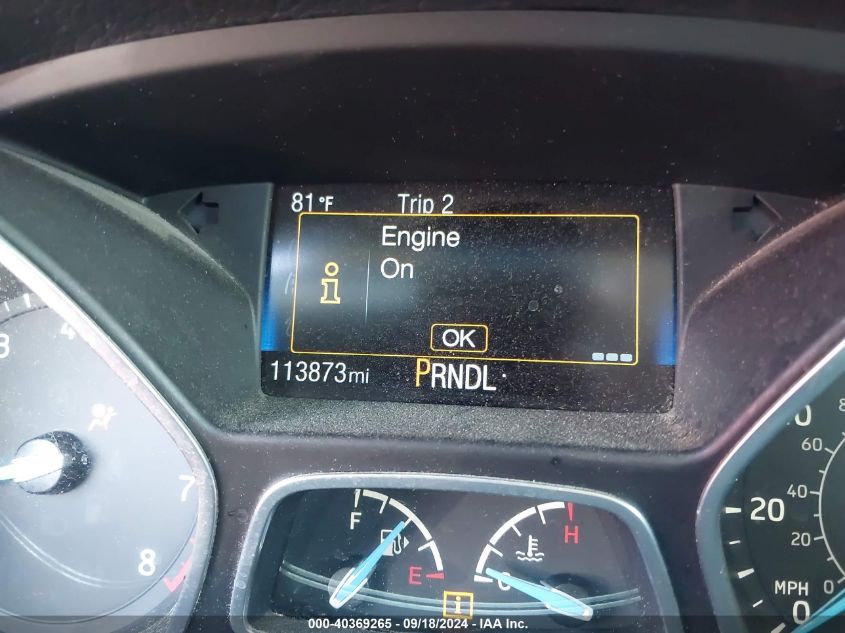 81°F Trip 2
Engine
On
i
OK
113873mi PRNDL
3 4
7
8
F
E
H
C
i
20
60
40
20
MPH 0
0
000-40369265 - 09/18/2024 - IAA Inc.